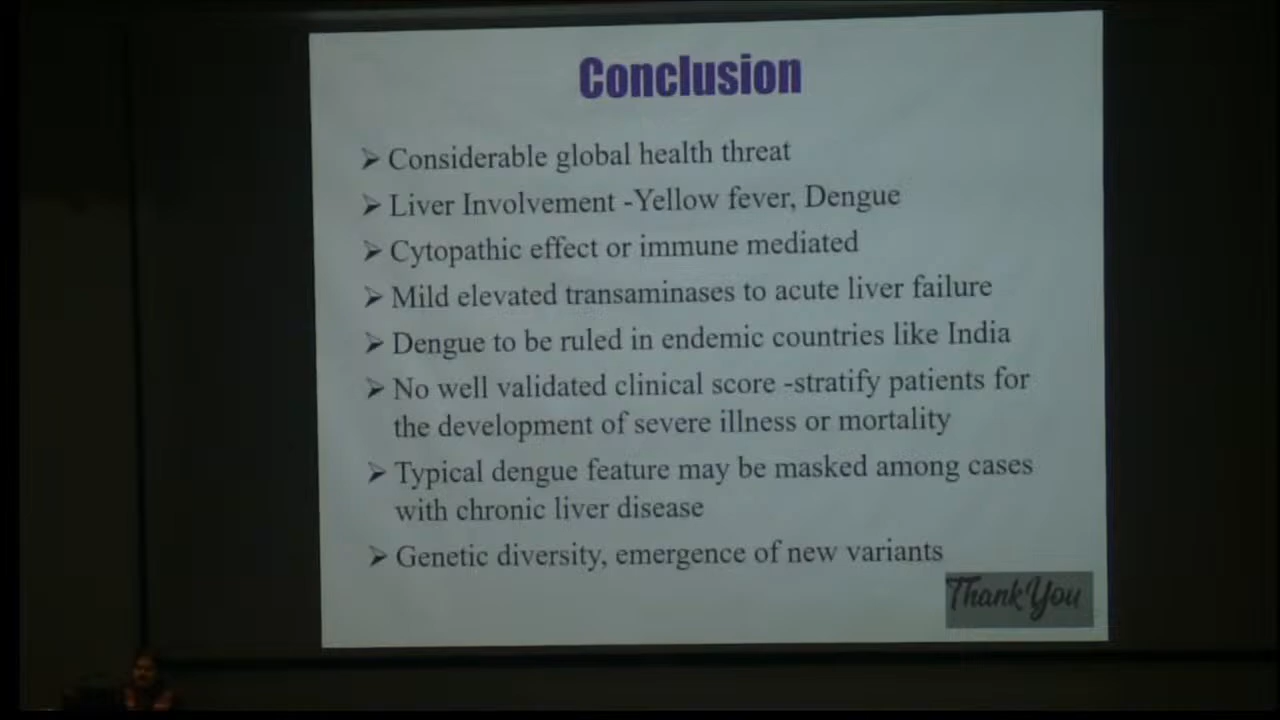 Conclusion
➢ Considerable global health threat
➢ Liver Involvement -Yellow fever, Dengue
➢ Cytopathic effect or immune mediated
➢ Mild elevated transaminases to acute liver failure
➢ Dengue to be ruled in endemic countries like India
➢ No well validated clinical score -stratify patients for
the development of severe illness or mortality
➢ Typical dengue feature may be masked among cases
with chronic liver disease
➢ Genetic diversity, emergence of new variants
Thank You